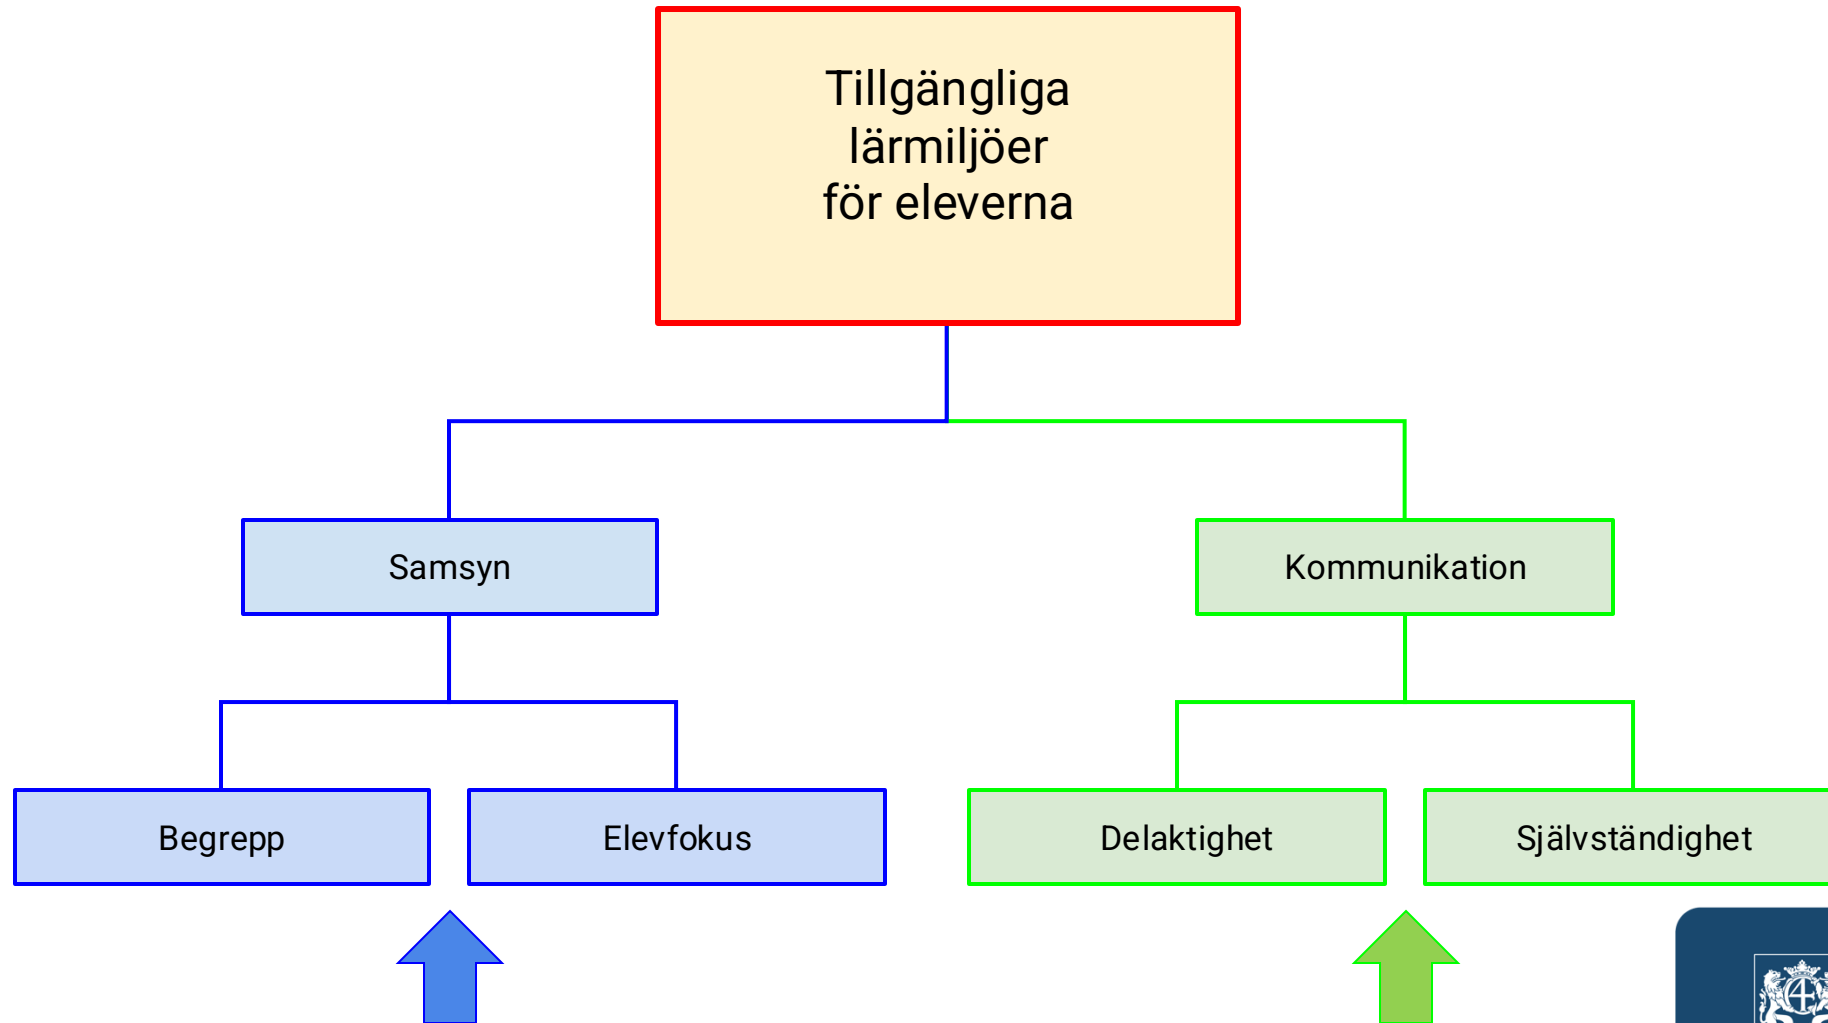 Tillgängliga
lärmiljöer
för eleverna
Samsyn
Kommunikation
Begrepp
Elevfokus
Delaktighet
Självständighet